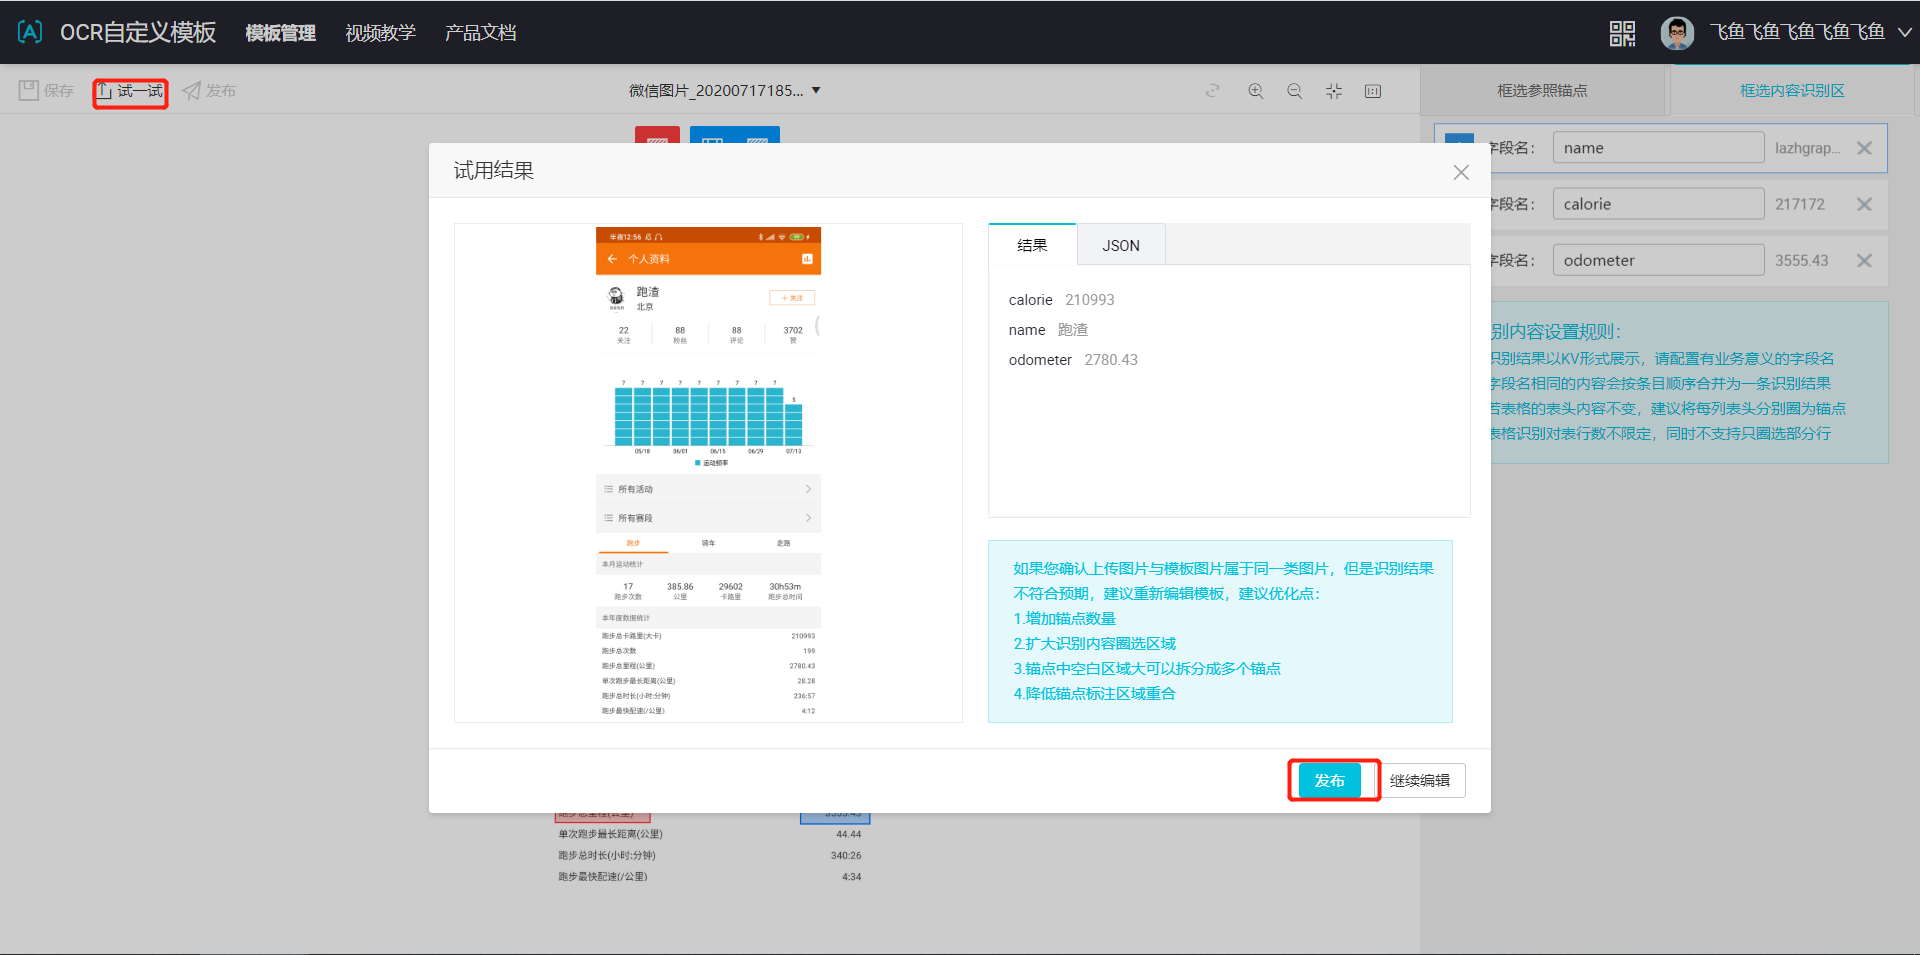 OCR自定义模板 模板管理 视频教学 产品文档 飞鱼飞鱼飞鱼飞鱼飞鱼
保存 试一试 发布 微信图片_20200717185... 框选参照锚点 框选内容识别区
字段名： name lazhgrap...
字段名： calorie 217172
字段名： odometer 3555.43
别内容设置规则：
识别结果以KV形式展示，请配置有业务意义的字段名
字段名相同的内容会按条目顺序合并为一条识别结果
若表格的表头内容不变，建议将每列表头分别圈为锚点
表格识别对表行数不限定，同时不支持只圈选部分行
试用结果
半夜12:56
个人资料
跑渣
北京
+ 关注
22 88 88 3702
关注 粉丝 评论 赞
7 7 7 7 7 7 7 7 7 5
05/18 06/01 06/15 06/29 07/13
运动频率
所有活动
所有赛段
跑步 骑车 走路
本月运动统计
17 385.86 29602 30h53m
跑步次数 公里 卡路里 跑步总时间
本年度数据统计
跑步总卡路里(大卡) 210993
跑步总次数 199
跑步总里程(公里) 2780.43
单次跑步最长距离(公里) 28.28
跑步总时长(小时:分钟) 236:57
跑步最快配速(/公里) 4:12
结果 JSON
calorie 210993
name 跑渣
odometer 2780.43
如果您确认上传图片与模板图片属于同一类图片，但是识别结果
不符合预期，建议重新编辑模板，建议优化点：
1.增加锚点数量
2.扩大识别内容圈选区域
3.锚点中空白区域大可以拆分成多个锚点
4.降低锚点标注区域重合
发布 继续编辑
跑步总里程(公里) 3555.43
单次跑步最长距离(公里) 44.44
跑步总时长(小时:分钟) 340:26
跑步最快配速(/公里) 4:34